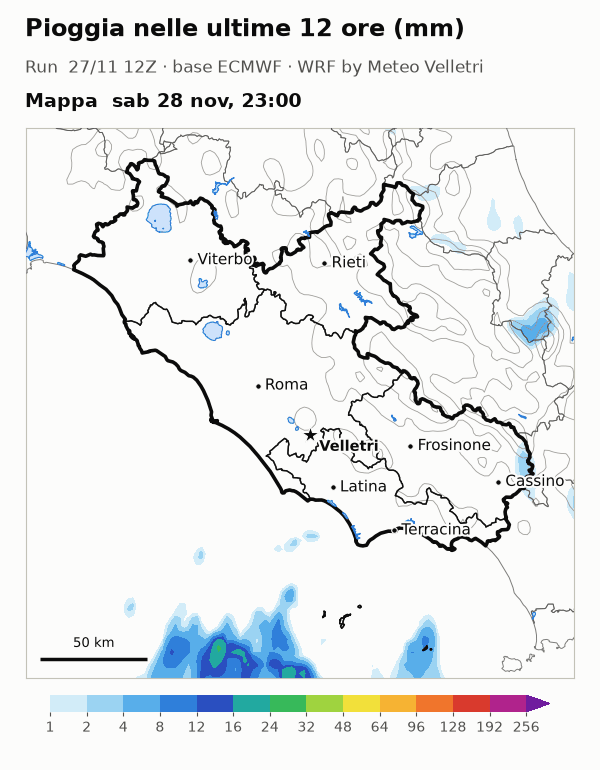 Pioggia nelle ultime 12 ore (mm)
Run 27/11 12Z · base ECMWF · WRF by Meteo Velletri
Mappa sab 28 nov, 23:00
Viterbo
Rieti
Roma
Velletri
Frosinone
Latina
Cassino
Terracina
50 km
1 2 4 8 12 16 24 32 48 64 96 128 192 256